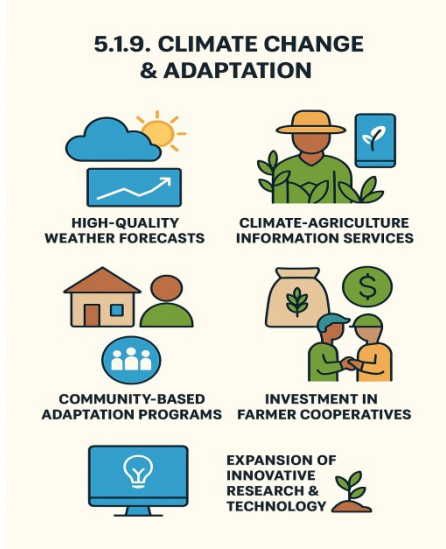 5.1.9. CLIMATE CHANGE
& ADAPTATION
HIGH-QUALITY
WEATHER FORECASTS
CLIMATE-AGRICULTURE
INFORMATION SERVICES
$
COMMUNITY-BASED
ADAPTATION PROGRAMS
INVESTMENT IN
FARMER COOPERATIVES
EXPANSION OF
INNOVATIVE
RESEARCH &
TECHNOLOGY